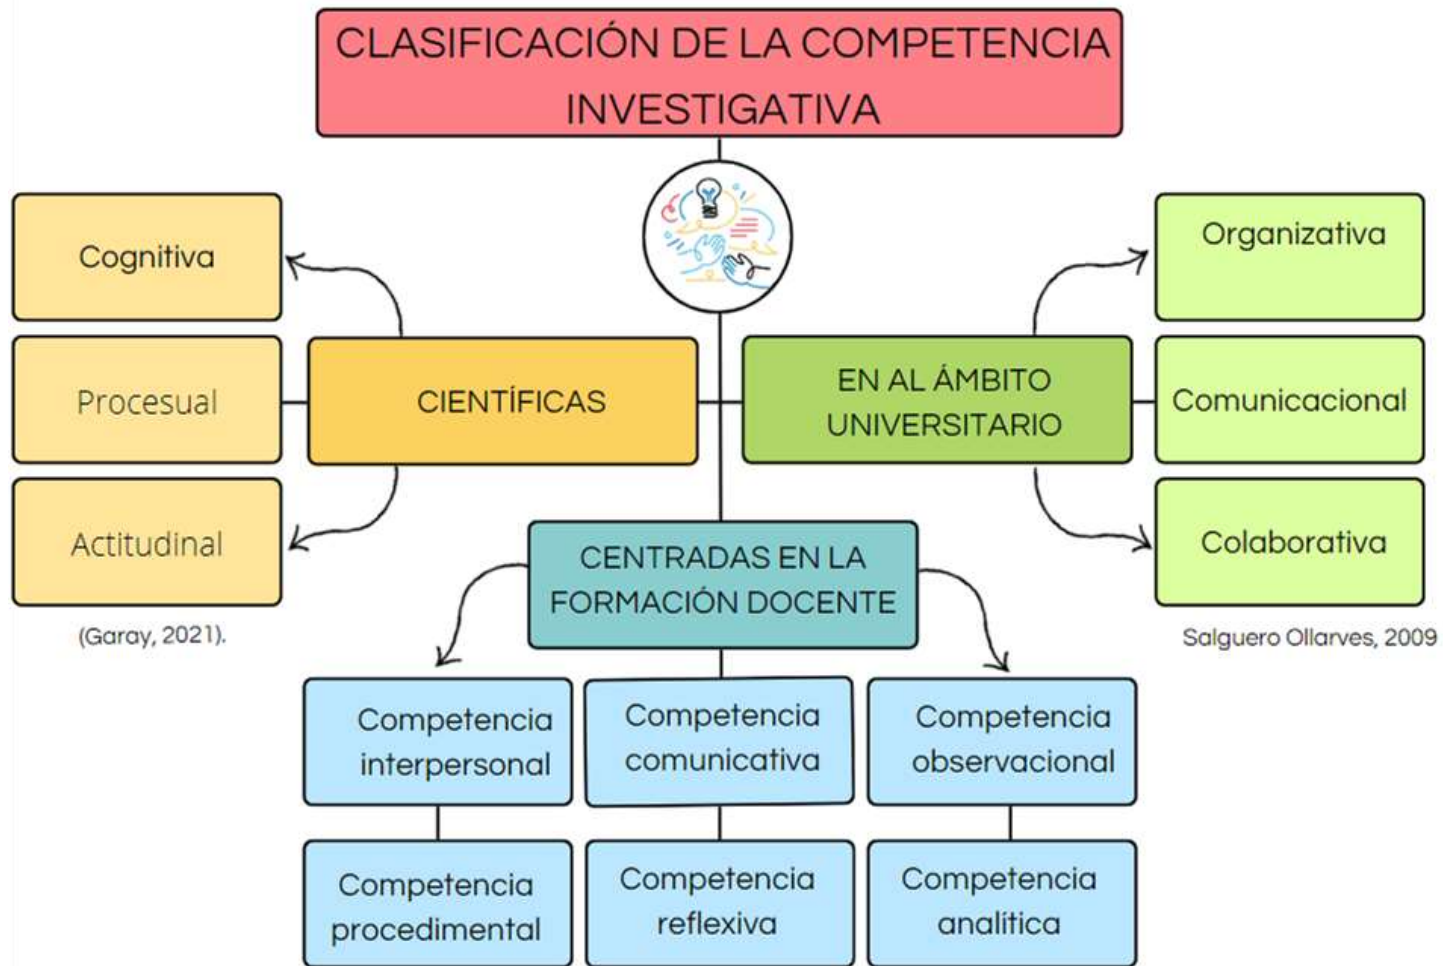 CLASIFICACIÓN DE LA COMPETENCIA
INVESTIGATIVA
Cognitiva
Procesual
Actitudinal
(Garay, 2021).
CIENTÍFICAS
EN AL ÁMBITO
UNIVERSITARIO
Organizativa
Comunicacional
Colaborativa
Salguero Ollarves, 2009
CENTRADAS EN LA
FORMACIÓN DOCENTE
Competencia
interpersonal
Competencia
comunicativa
Competencia
observacional
Competencia
procedimental
Competencia
reflexiva
Competencia
analítica